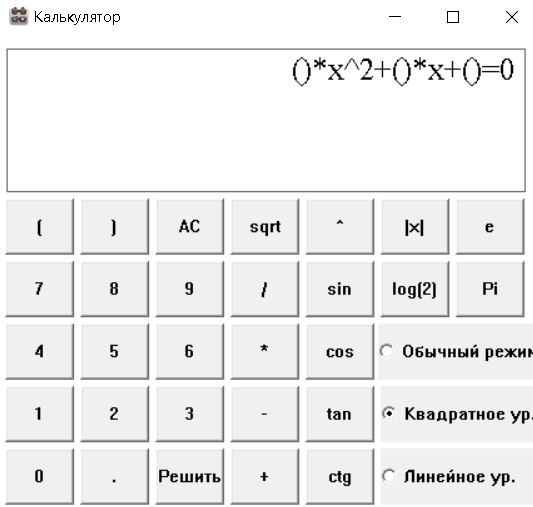 Калькулятор
()*x^2+()*x+()=0
( ) AC sqrt ^ |x| e
7 8 9 / sin log(2) Pi
4 5 6 * cos Обычный режим
1 2 3 - tan Квадратное ур.
0 . Решить + ctg Линейное ур.